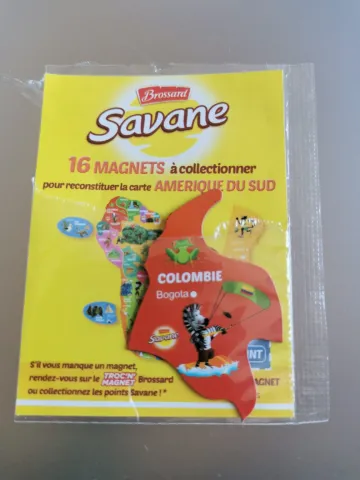 Brossard
Savane
16 MAGNETS à collectionner
pour reconstituer la carte AMERIQUE DU SUD
COLOMBIE
Bogota
Savane
S'il vous manque un magnet,
rendez-vous sur le TROC'N' MAGNET Brossard
ou collectionnez les points Savane ! *